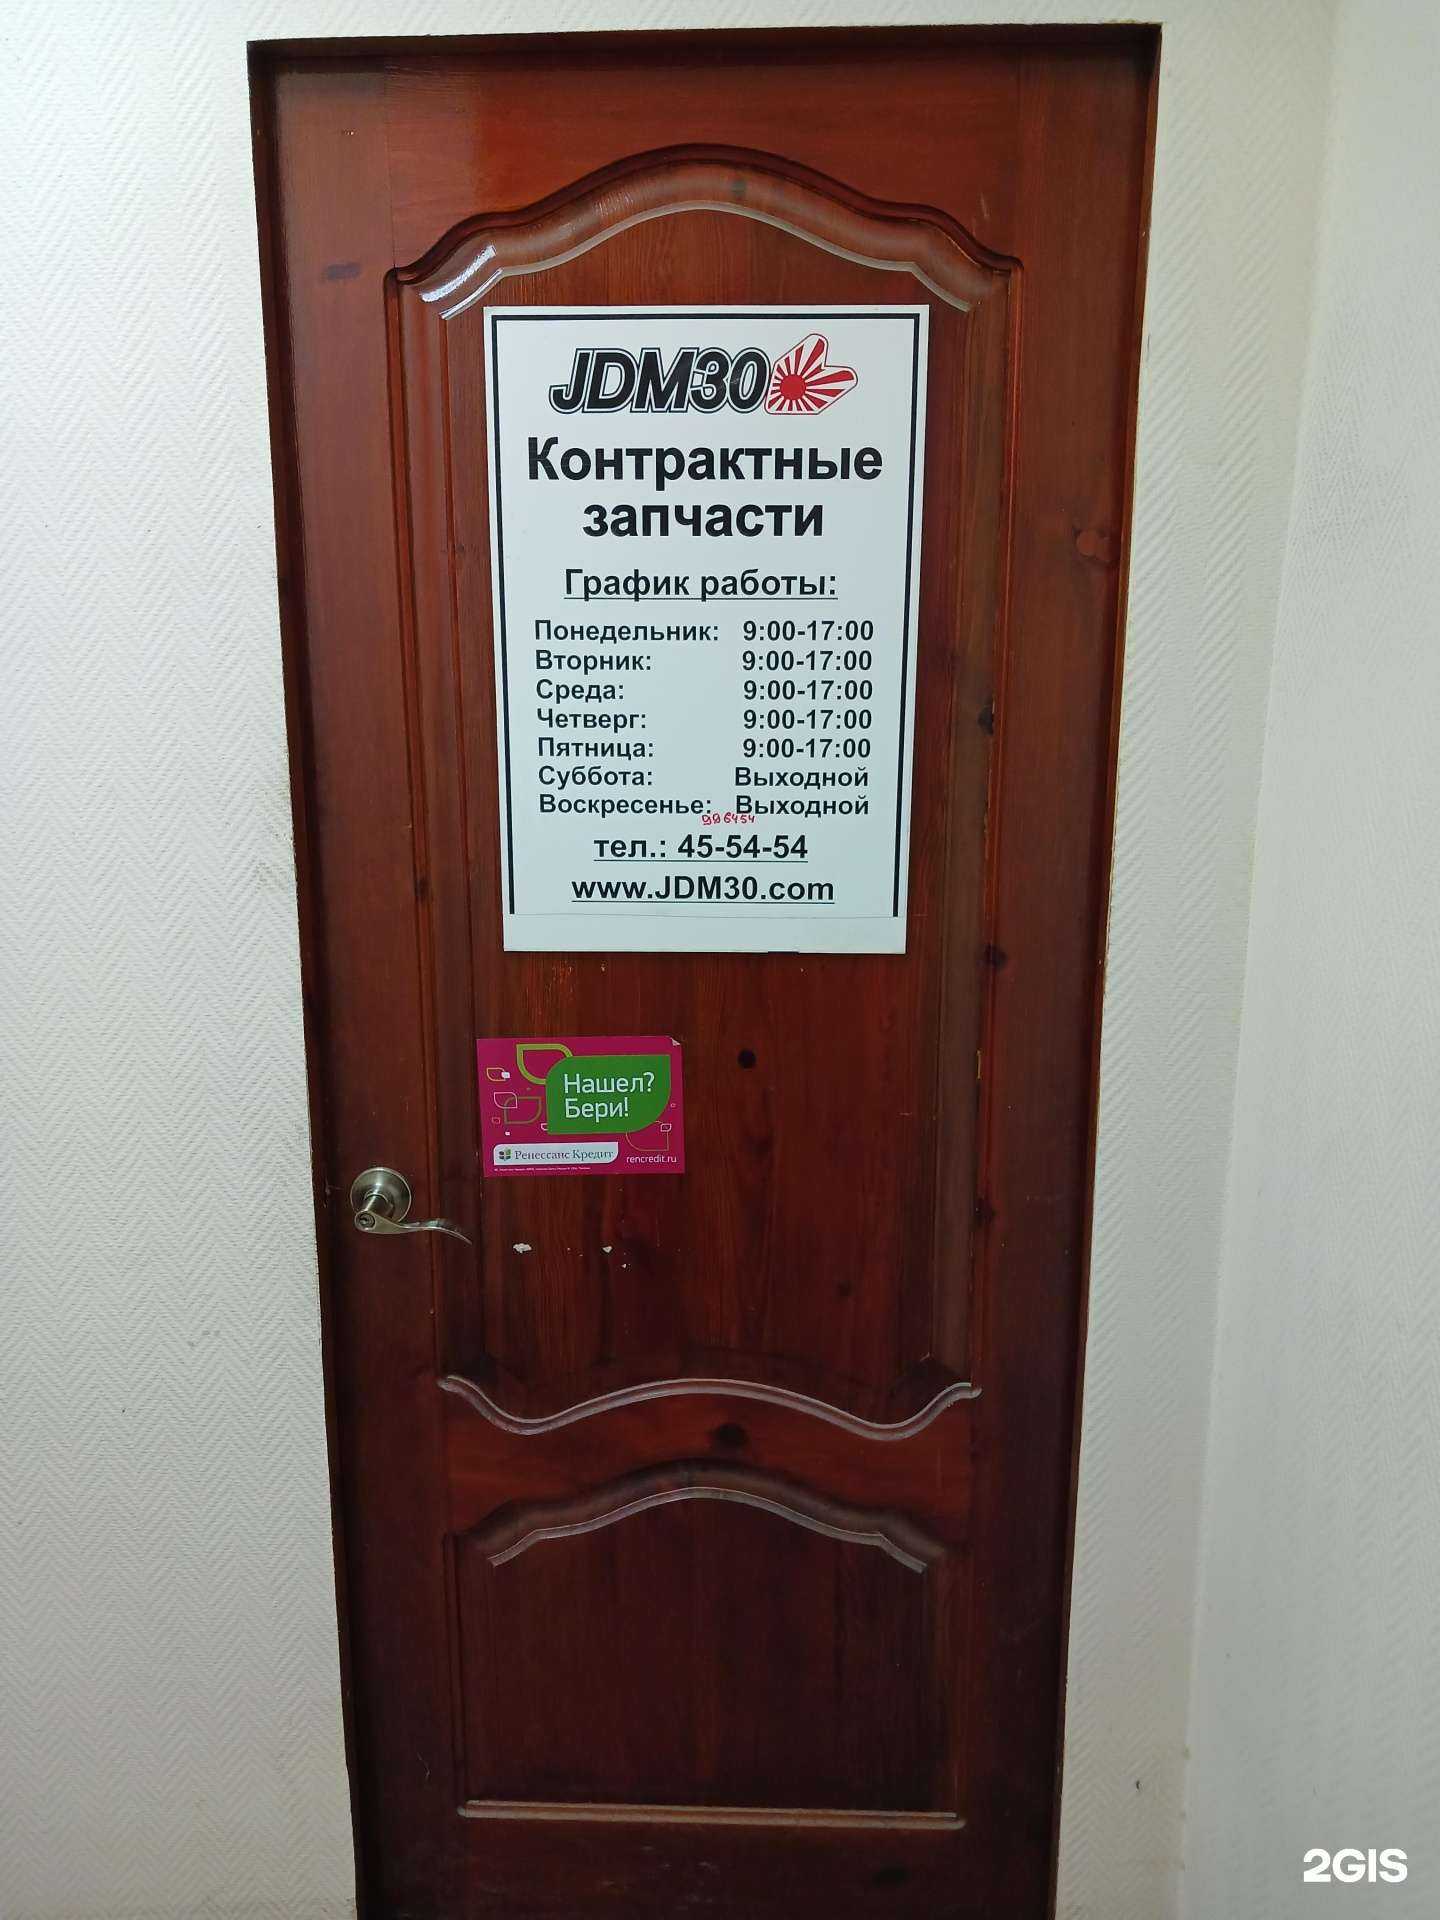 JDM30
Контрактные
запчасти
График работы:
Понедельник: 9:00-17:00
Вторник: 9:00-17:00
Среда: 9:00-17:00
Четверг: 9:00-17:00
Пятница: 9:00-17:00
Суббота: Выходной
Воскресенье: Выходной
996454
тел.: 45-54-54
www.JDM30.com
Нашел?
Бери!
Ренессанс Кредит
rencredit.ru
2GIS